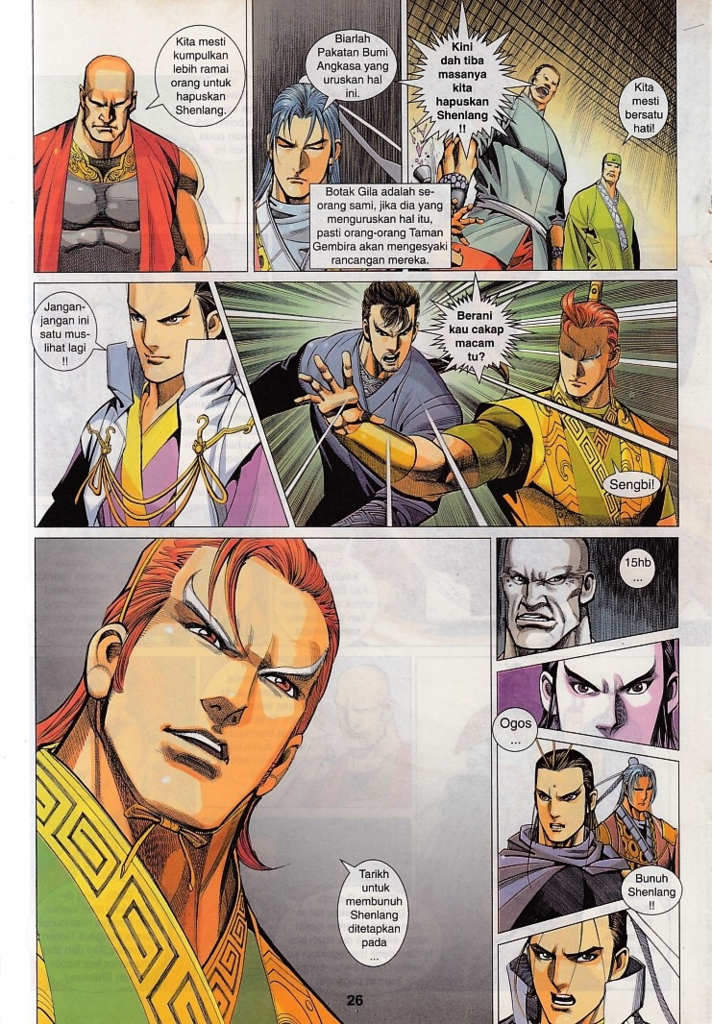 Kita mesti
kumpulkan
lebih ramai
orang untuk
hapuskan
Shenlang.
Biarlah
Pakatan Bumi
Angkasa yang
uruskan hal
ini.
Botak Gila adalah se-
orang sami, jika dia yang
menguruskan hal itu,
pasti orang-orang Taman
Gembira akan mengesyaki
rancangan mereka.
Kini
dah tiba
masanya
kita
hapuskan
Shenlang
!!
Kita
mesti
bersatu
hati!
Jangan-
jangan ini
satu mus-
lihat lagi
!!
Berani
kau cakap
macam
tu?
Sengbi!
Tarikh
untuk
membunuh
Shenlang
ditetapkan
pada
...
15hb
...
Ogos
...
Bunuh
Shenlang
!!
26